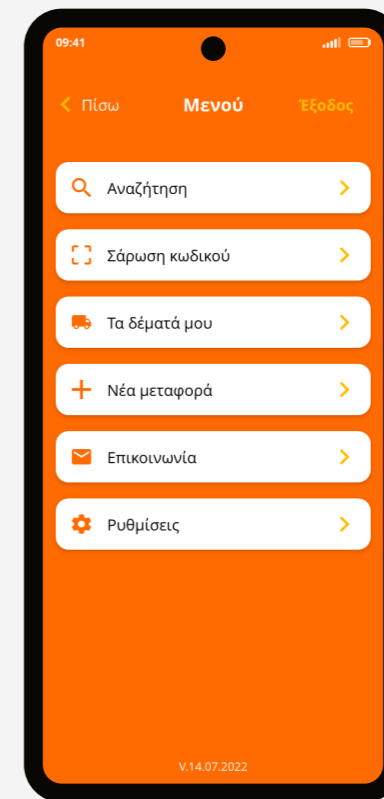 09:41
Πίσω Μενού Έξοδος
Αναζήτηση
Σάρωση κωδικού
Τα δέματά μου
Νέα μεταφορά
Επικοινωνία
Ρυθμίσεις
V.14.07.2022